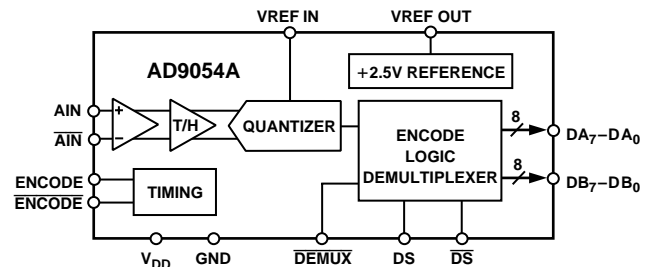 VREF IN
VREF OUT
AD9054A
+2.5V REFERENCE
AIN
+
T/H
QUANTIZER
AIN
–
ENCODE
LOGIC
DEMULTIPLEXER
8
DA7–DA0
8
DB7–DB0
ENCODE
ENCODE
TIMING
VDD
GND
DEMUX
DS
DS